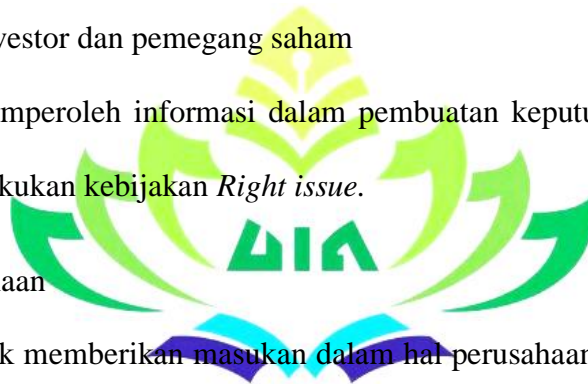 vestor dan pemegang saham
mperoleh informasi dalam pembuatan keputu
kukan kebijakan Right issue.
UIN
aan
k memberikan masukan dalam hal perusahaan